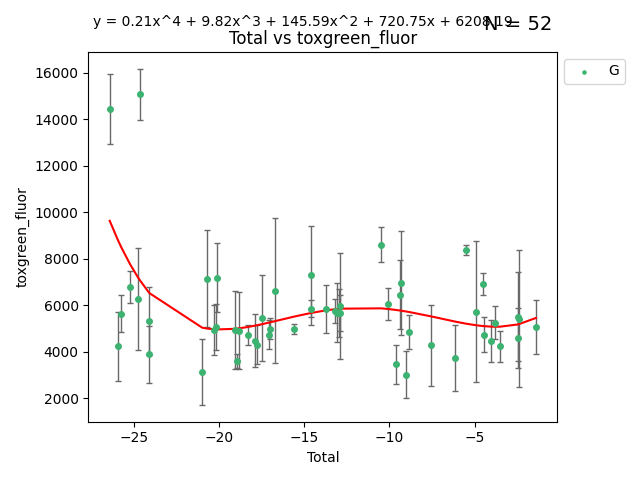 y = 0.21x^4 + 9.82x^3 + 145.59x^2 + 720.75x + 6208.19
N = 52
Total vs toxgreen_fluor
G
16000
14000
12000
10000
8000
6000
4000
2000
toxgreen_fluor
−25
−20
−15
−10
−5
Total